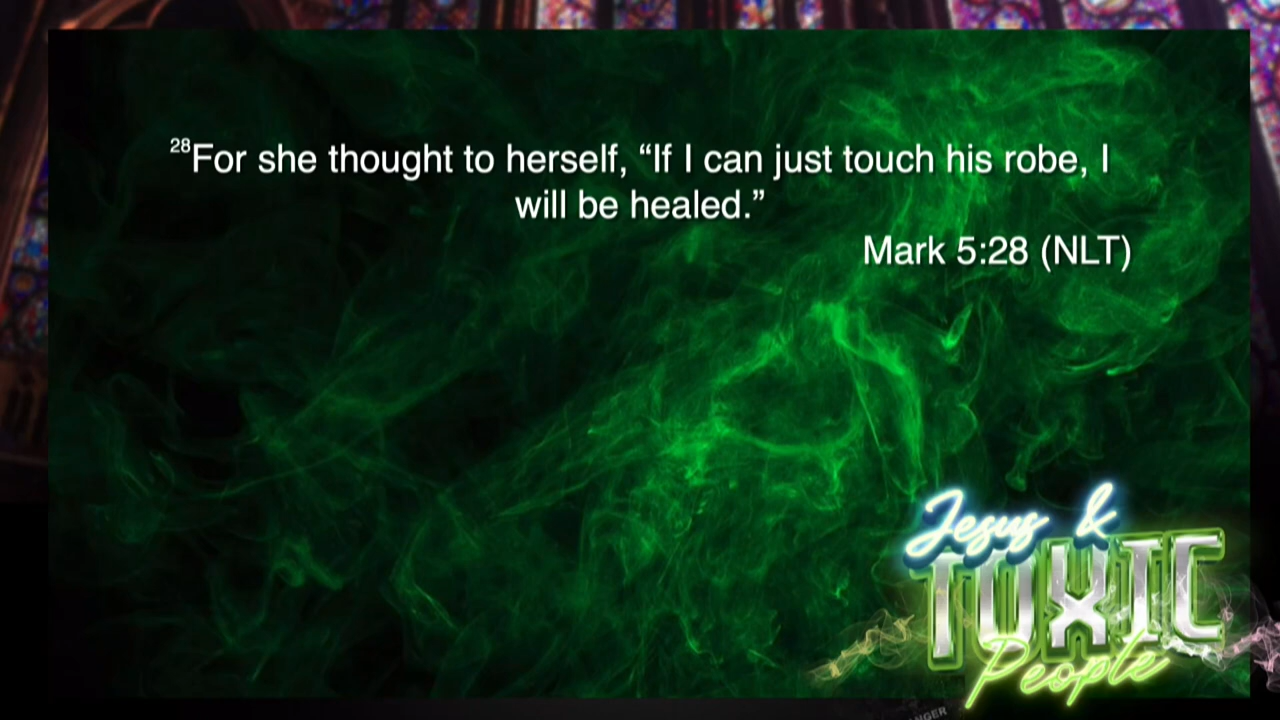 28For she thought to herself, “If I can just touch his robe, I
will be healed.”
Mark 5:28 (NLT)
Jesus &
TOXIC
People